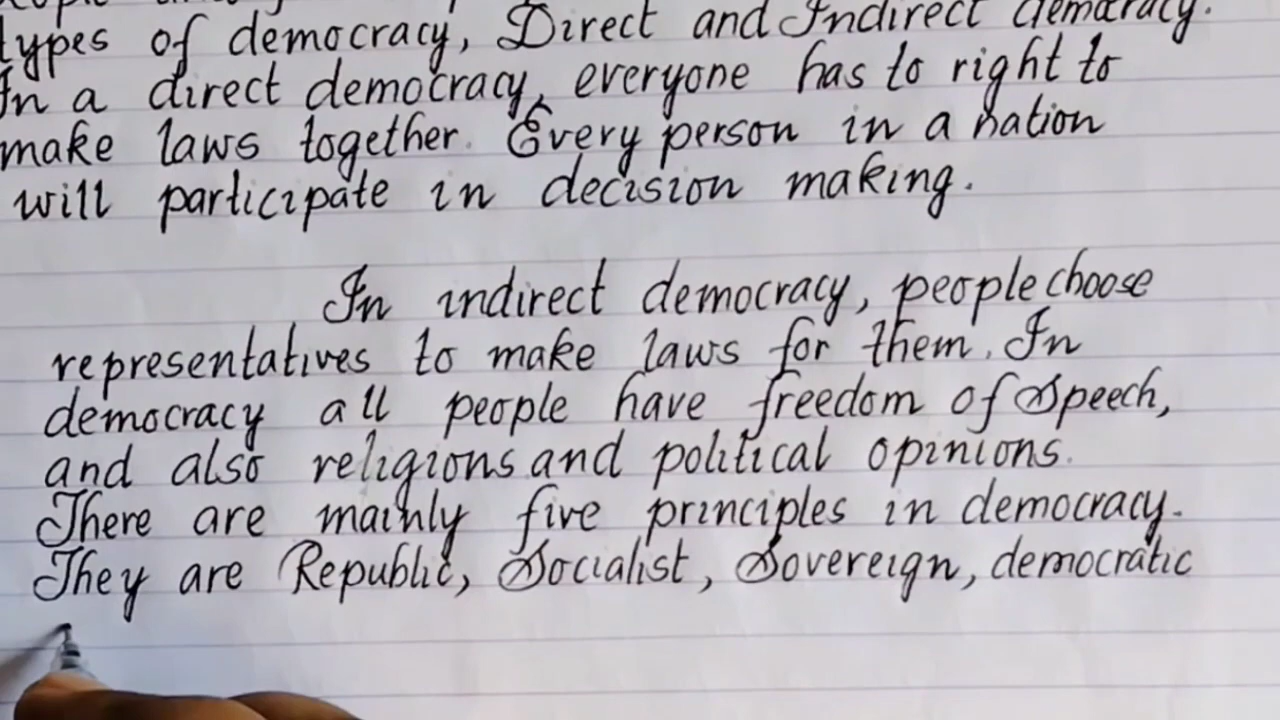 types of democracy, Direct and Indirect democracy.
In a direct democracy, everyone has to right to
make laws together. Every person in a nation
will participate in decision making.
In indirect democracy, people choose
representatives to make laws for them. In
democracy all people have freedom of Speech,
and also religions and political opinions.
There are mainly five principles in democracy.
They are Republic, Socialist, Sovereign, democratic